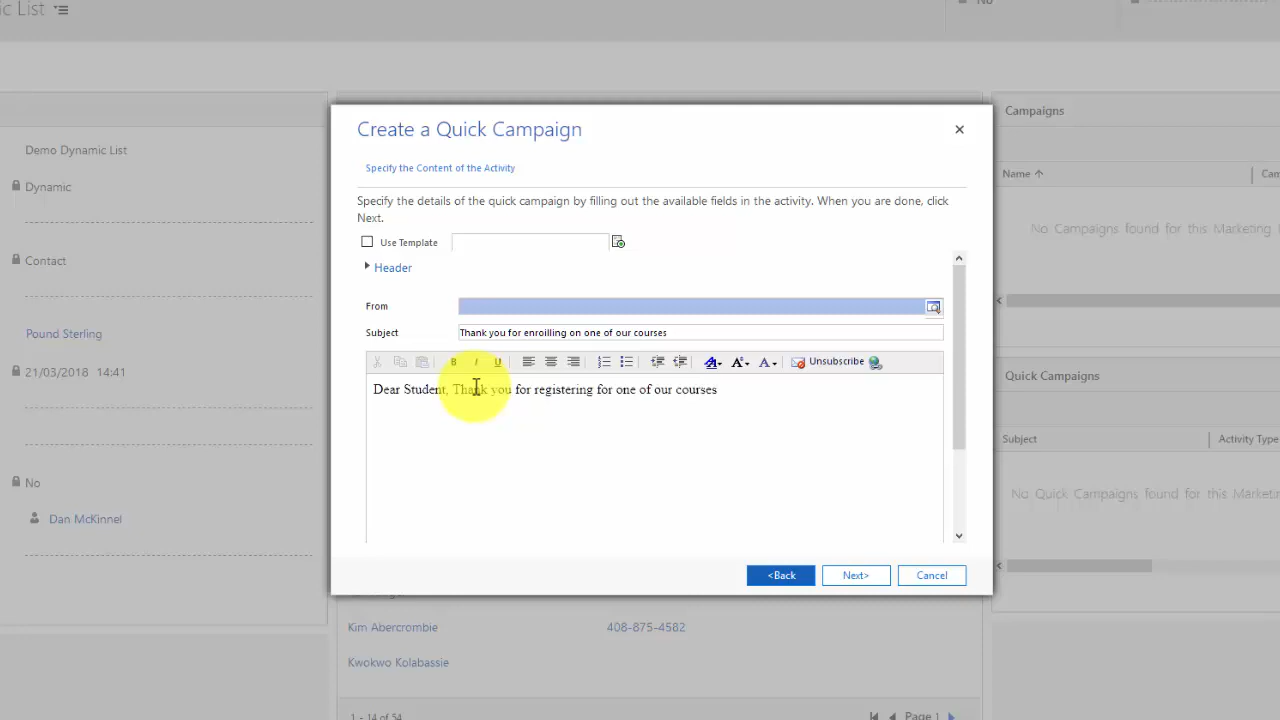 ic List
No
Create a Quick Campaign
Specify the Content of the Activity
Specify the details of the quick campaign by filling out the available fields in the activity. When you are done, click
Next.
Use Template
Header
From
Subject Thank you for enroilling on one of our courses
B I U A A A Unsubscribe
Dear Student, Thank you for registering for one of our courses
<Back Next> Cancel
Demo Dynamic List
Dynamic
Contact
Pound Sterling
21/03/2018 14:41
No
Dan McKinnel
Kim Abercrombie 408-875-4582
Kwokwo Kolabassie
1 - 14 of 54 Page 1
Campaigns
Name Cam
No Campaigns found for this Marketing
Quick Campaigns
Subject Activity Type
No Quick Campaigns found for this Marketin